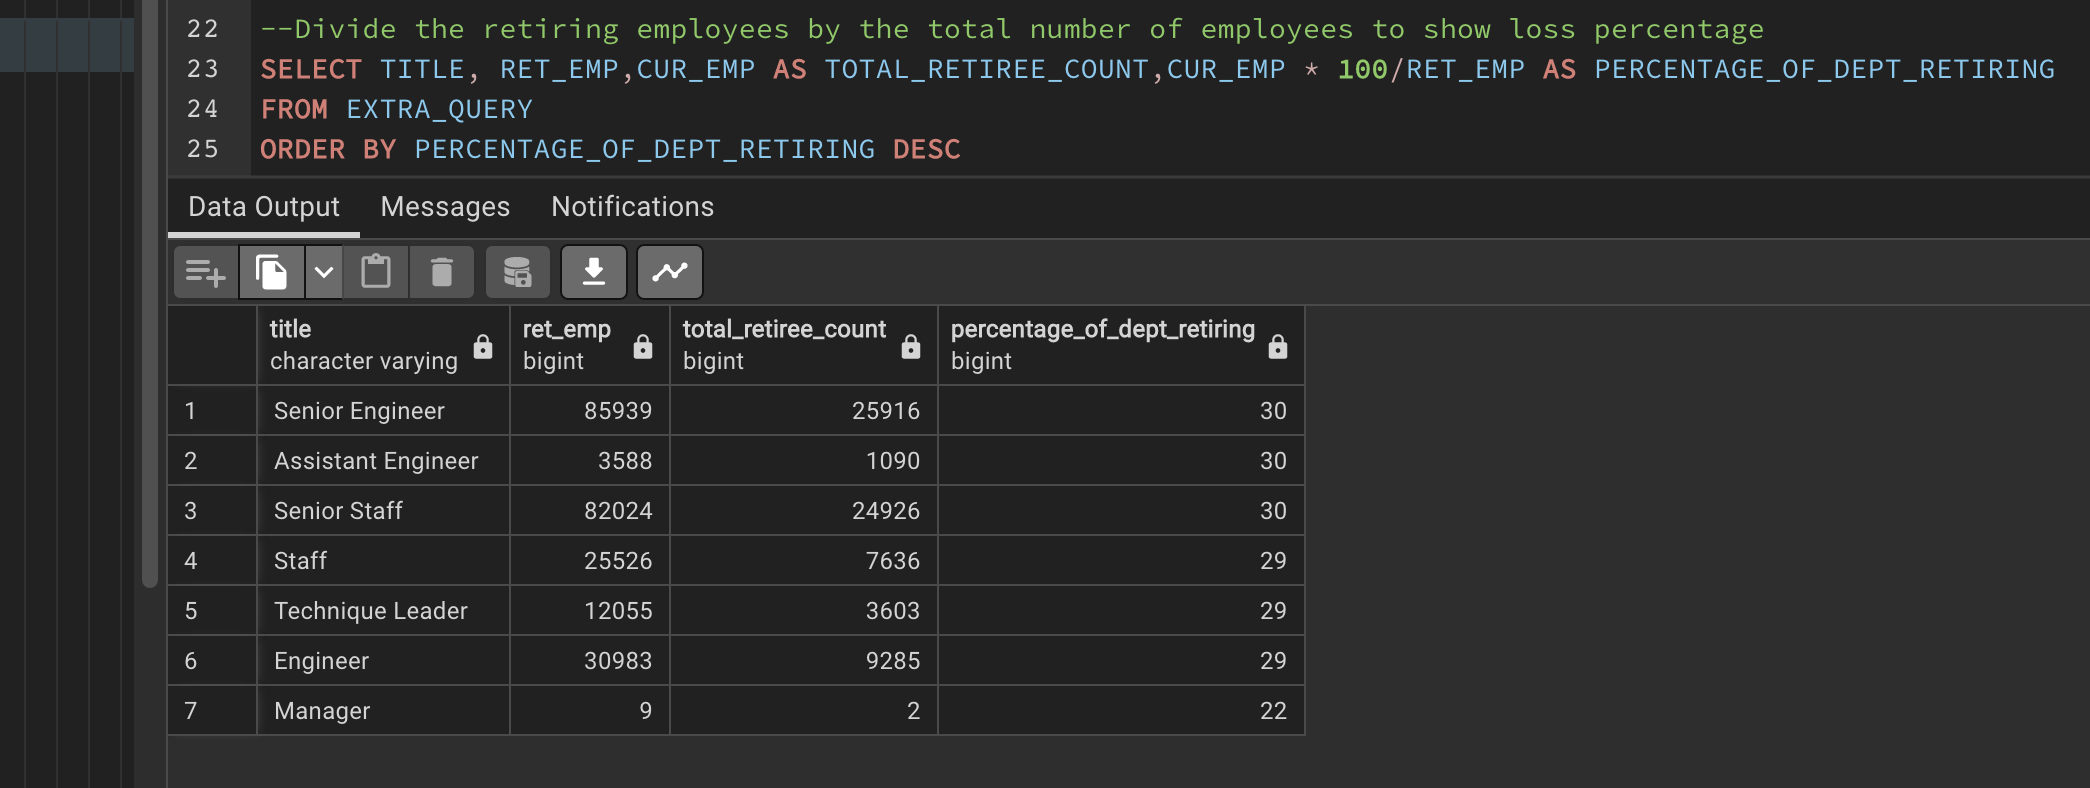 22 --Divide the retiring employees by the total number of employees to show loss percentage
23 SELECT TITLE, RET_EMP,CUR_EMP AS TOTAL_RETIREE_COUNT,CUR_EMP * 100/RET_EMP AS PERCENTAGE_OF_DEPT_RETIRING
24 FROM EXTRA_QUERY
25 ORDER BY PERCENTAGE_OF_DEPT_RETIRING DESC
Data Output Messages Notifications
title ret_emp total_retiree_count percentage_of_dept_retiring
character varying bigint bigint bigint
1 Senior Engineer 85939 25916 30
2 Assistant Engineer 3588 1090 30
3 Senior Staff 82024 24926 30
4 Staff 25526 7636 29
5 Technique Leader 12055 3603 29
6 Engineer 30983 9285 29
7 Manager 9 2 22